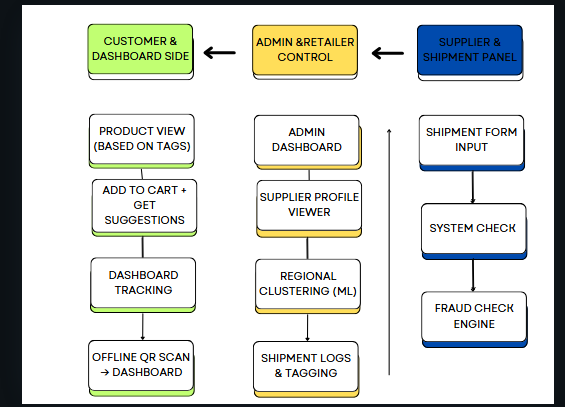 CUSTOMER &
DASHBOARD SIDE
ADMIN &RETAILER
CONTROL
SUPPLIER &
SHIPMENT PANEL
PRODUCT VIEW
(BASED ON TAGS)
ADD TO CART +
GET
SUGGESTIONS
DASHBOARD
TRACKING
OFFLINE QR SCAN
→ DASHBOARD
ADMIN
DASHBOARD
SUPPLIER PROFILE
VIEWER
REGIONAL
CLUSTERING (ML)
SHIPMENT LOGS
& TAGGING
SHIPMENT FORM
INPUT
SYSTEM CHECK
FRAUD CHECK
ENGINE